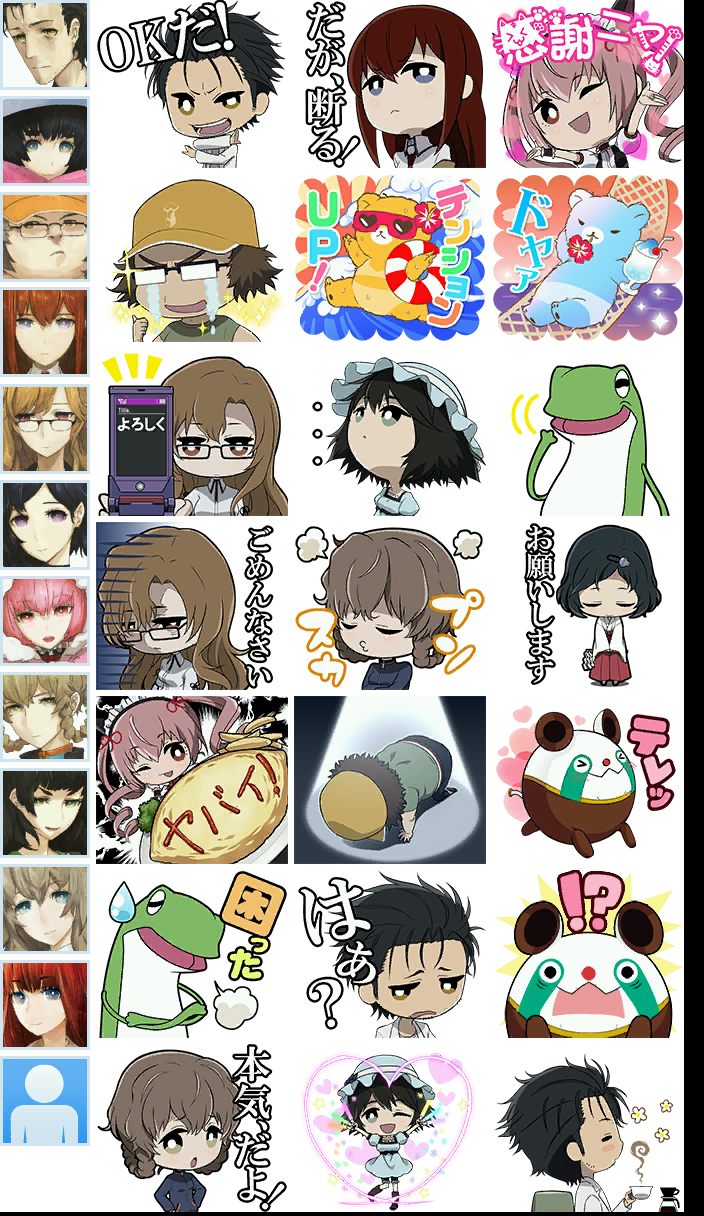 OKだ!
だが、断る!
感謝ニャ!
UP!
テンション
ドヤァ
Title.
よろしく
ごめんなさい
スカ
プン
お願いします
ヤバイ!
テレッ
困った
はぁ?
!?
本気、だよ!